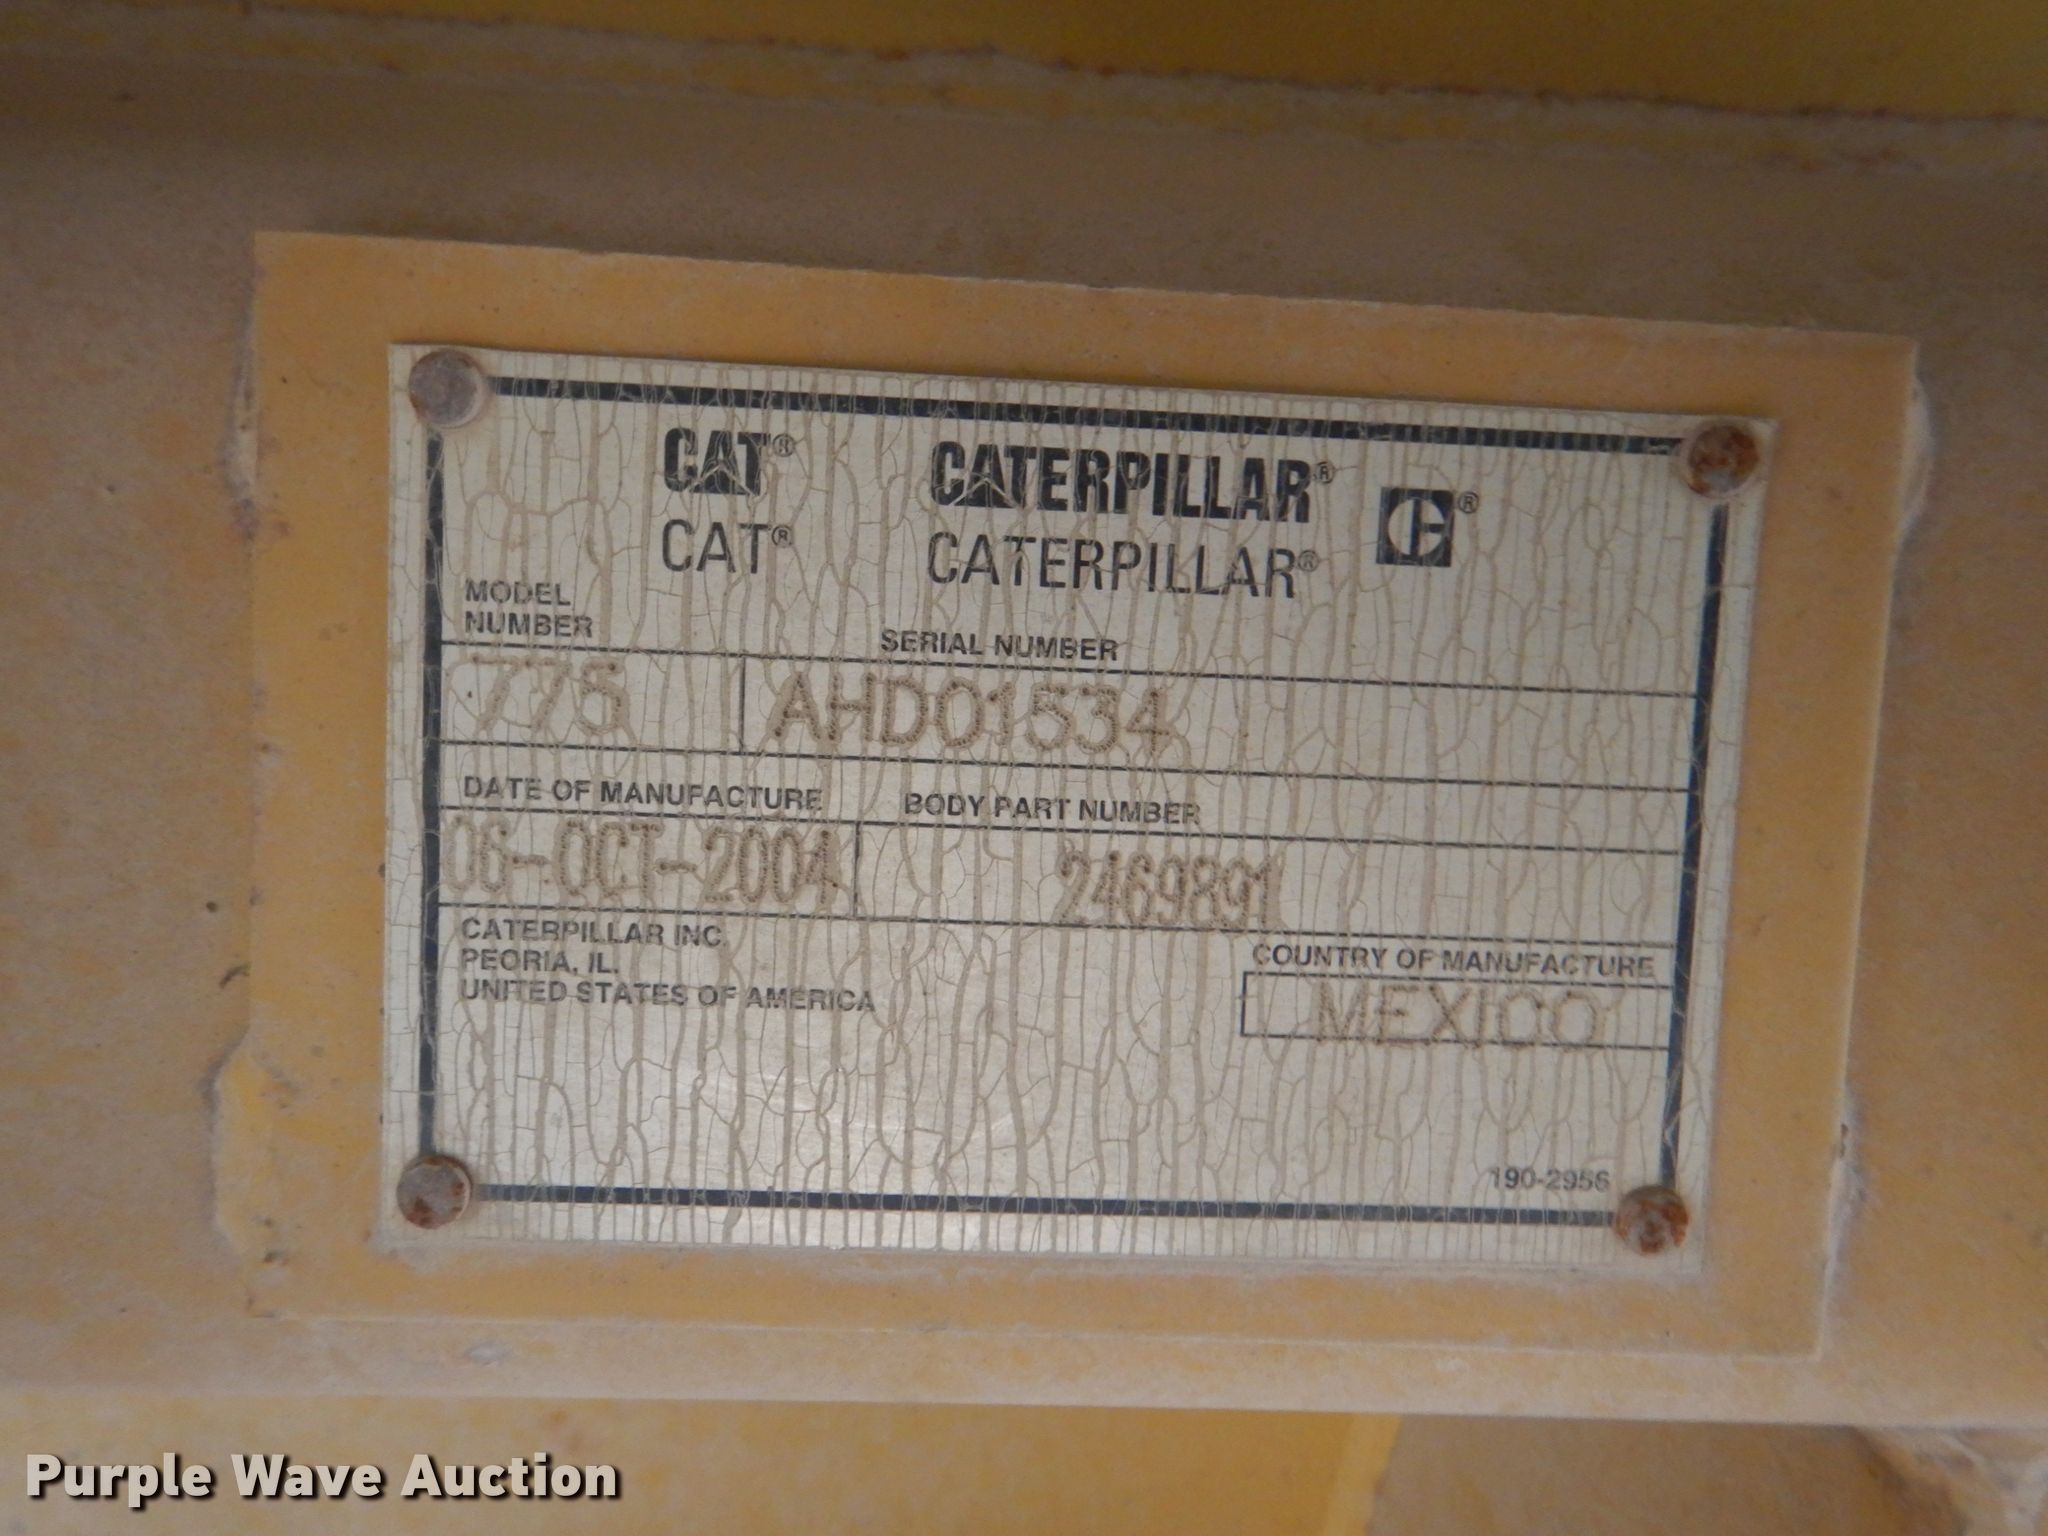 CAT® CATERPILLAR®
CAT® CATERPILLAR®
MODEL
NUMBER SERIAL NUMBER
775 AHD01534
DATE OF MANUFACTURE BODY PART NUMBER
06-OCT-2004 2469891
CATERPILLAR INC.
PEORIA, IL.
UNITED STATES OF AMERICA
COUNTRY OF MANUFACTURE
MEXICO
190-2956
Purple Wave Auction